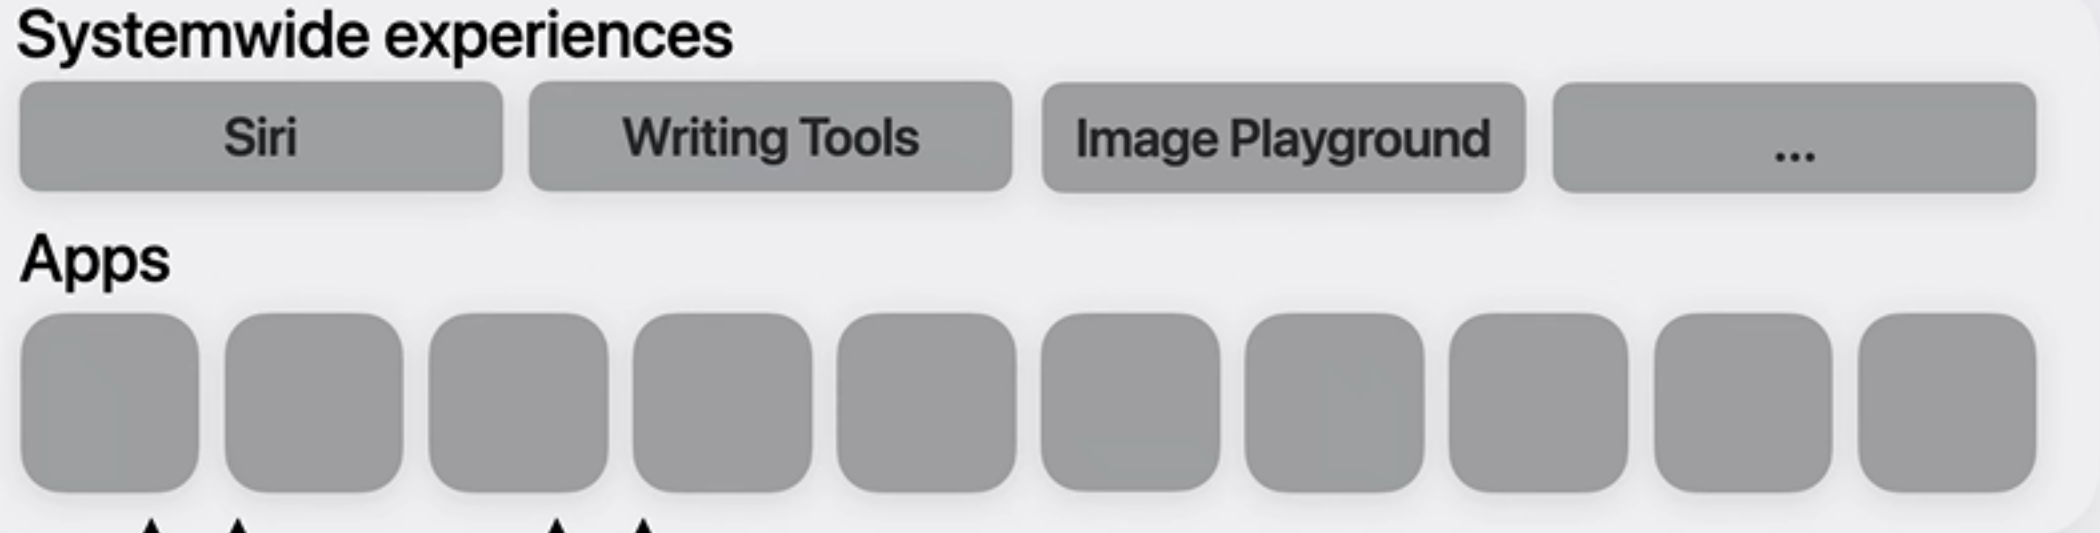 Systemwide experiences
Siri
Writing Tools
Image Playground
...
Apps